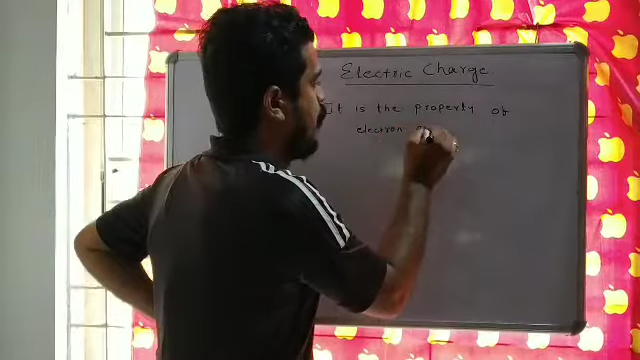 Electric Charge
It is the property of
electron